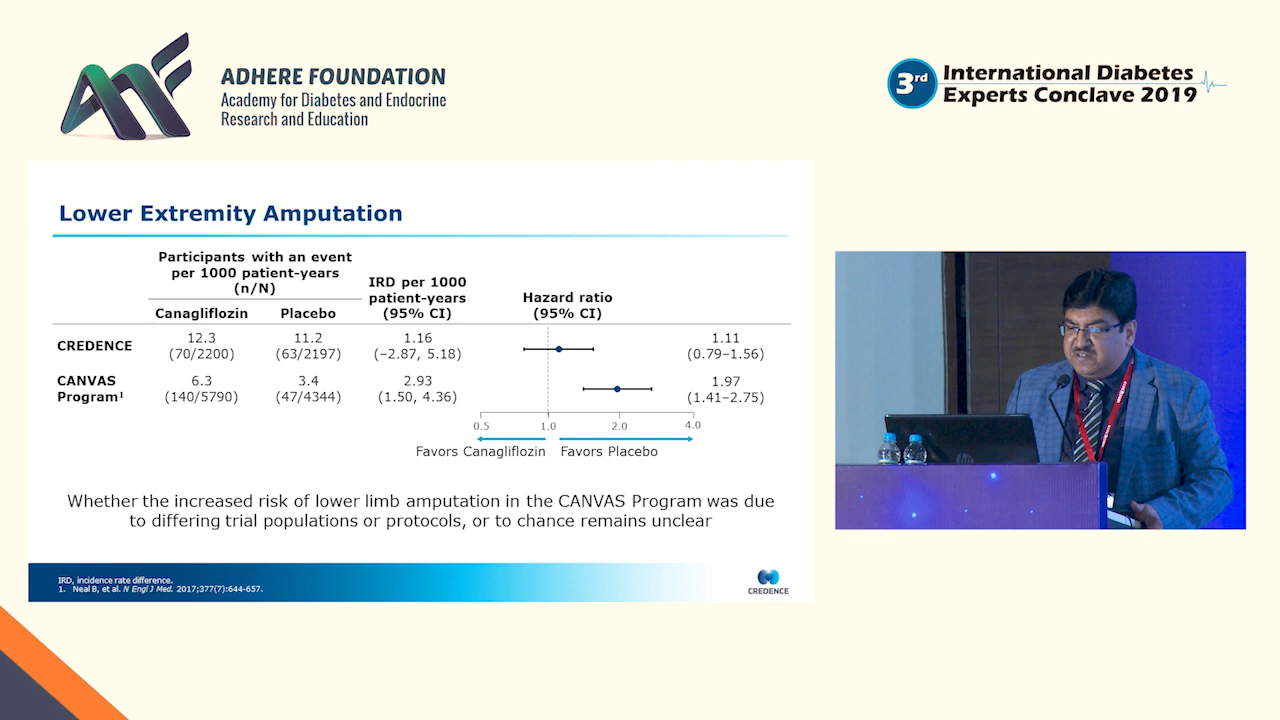 ADHERE FOUNDATION
Academy for Diabetes and Endocrine
Research and Education
3rd International Diabetes
Experts Conclave 2019
Lower Extremity Amputation
Participants with an event
per 1000 patient-years
(n/N)
IRD per 1000
patient-years
(95% CI)
Hazard ratio
(95% CI)
Canagliflozin Placebo
CREDENCE 12.3 11.2 1.16 1.11
(70/2200) (63/2197) (–2.87, 5.18) (0.79–1.56)
CANVAS 6.3 3.4 2.93 1.97
Program¹ (140/5790) (47/4344) (1.50, 4.36) (1.41–2.75)
0.5 1.0 2.0 4.0
Favors Canagliflozin Favors Placebo
Whether the increased risk of lower limb amputation in the CANVAS Program was due
to differing trial populations or protocols, or to chance remains unclear
IRD, incidence rate difference.
1. Neal B, et al. N Engl J Med. 2017;377(7):644-657.
CREDENCE